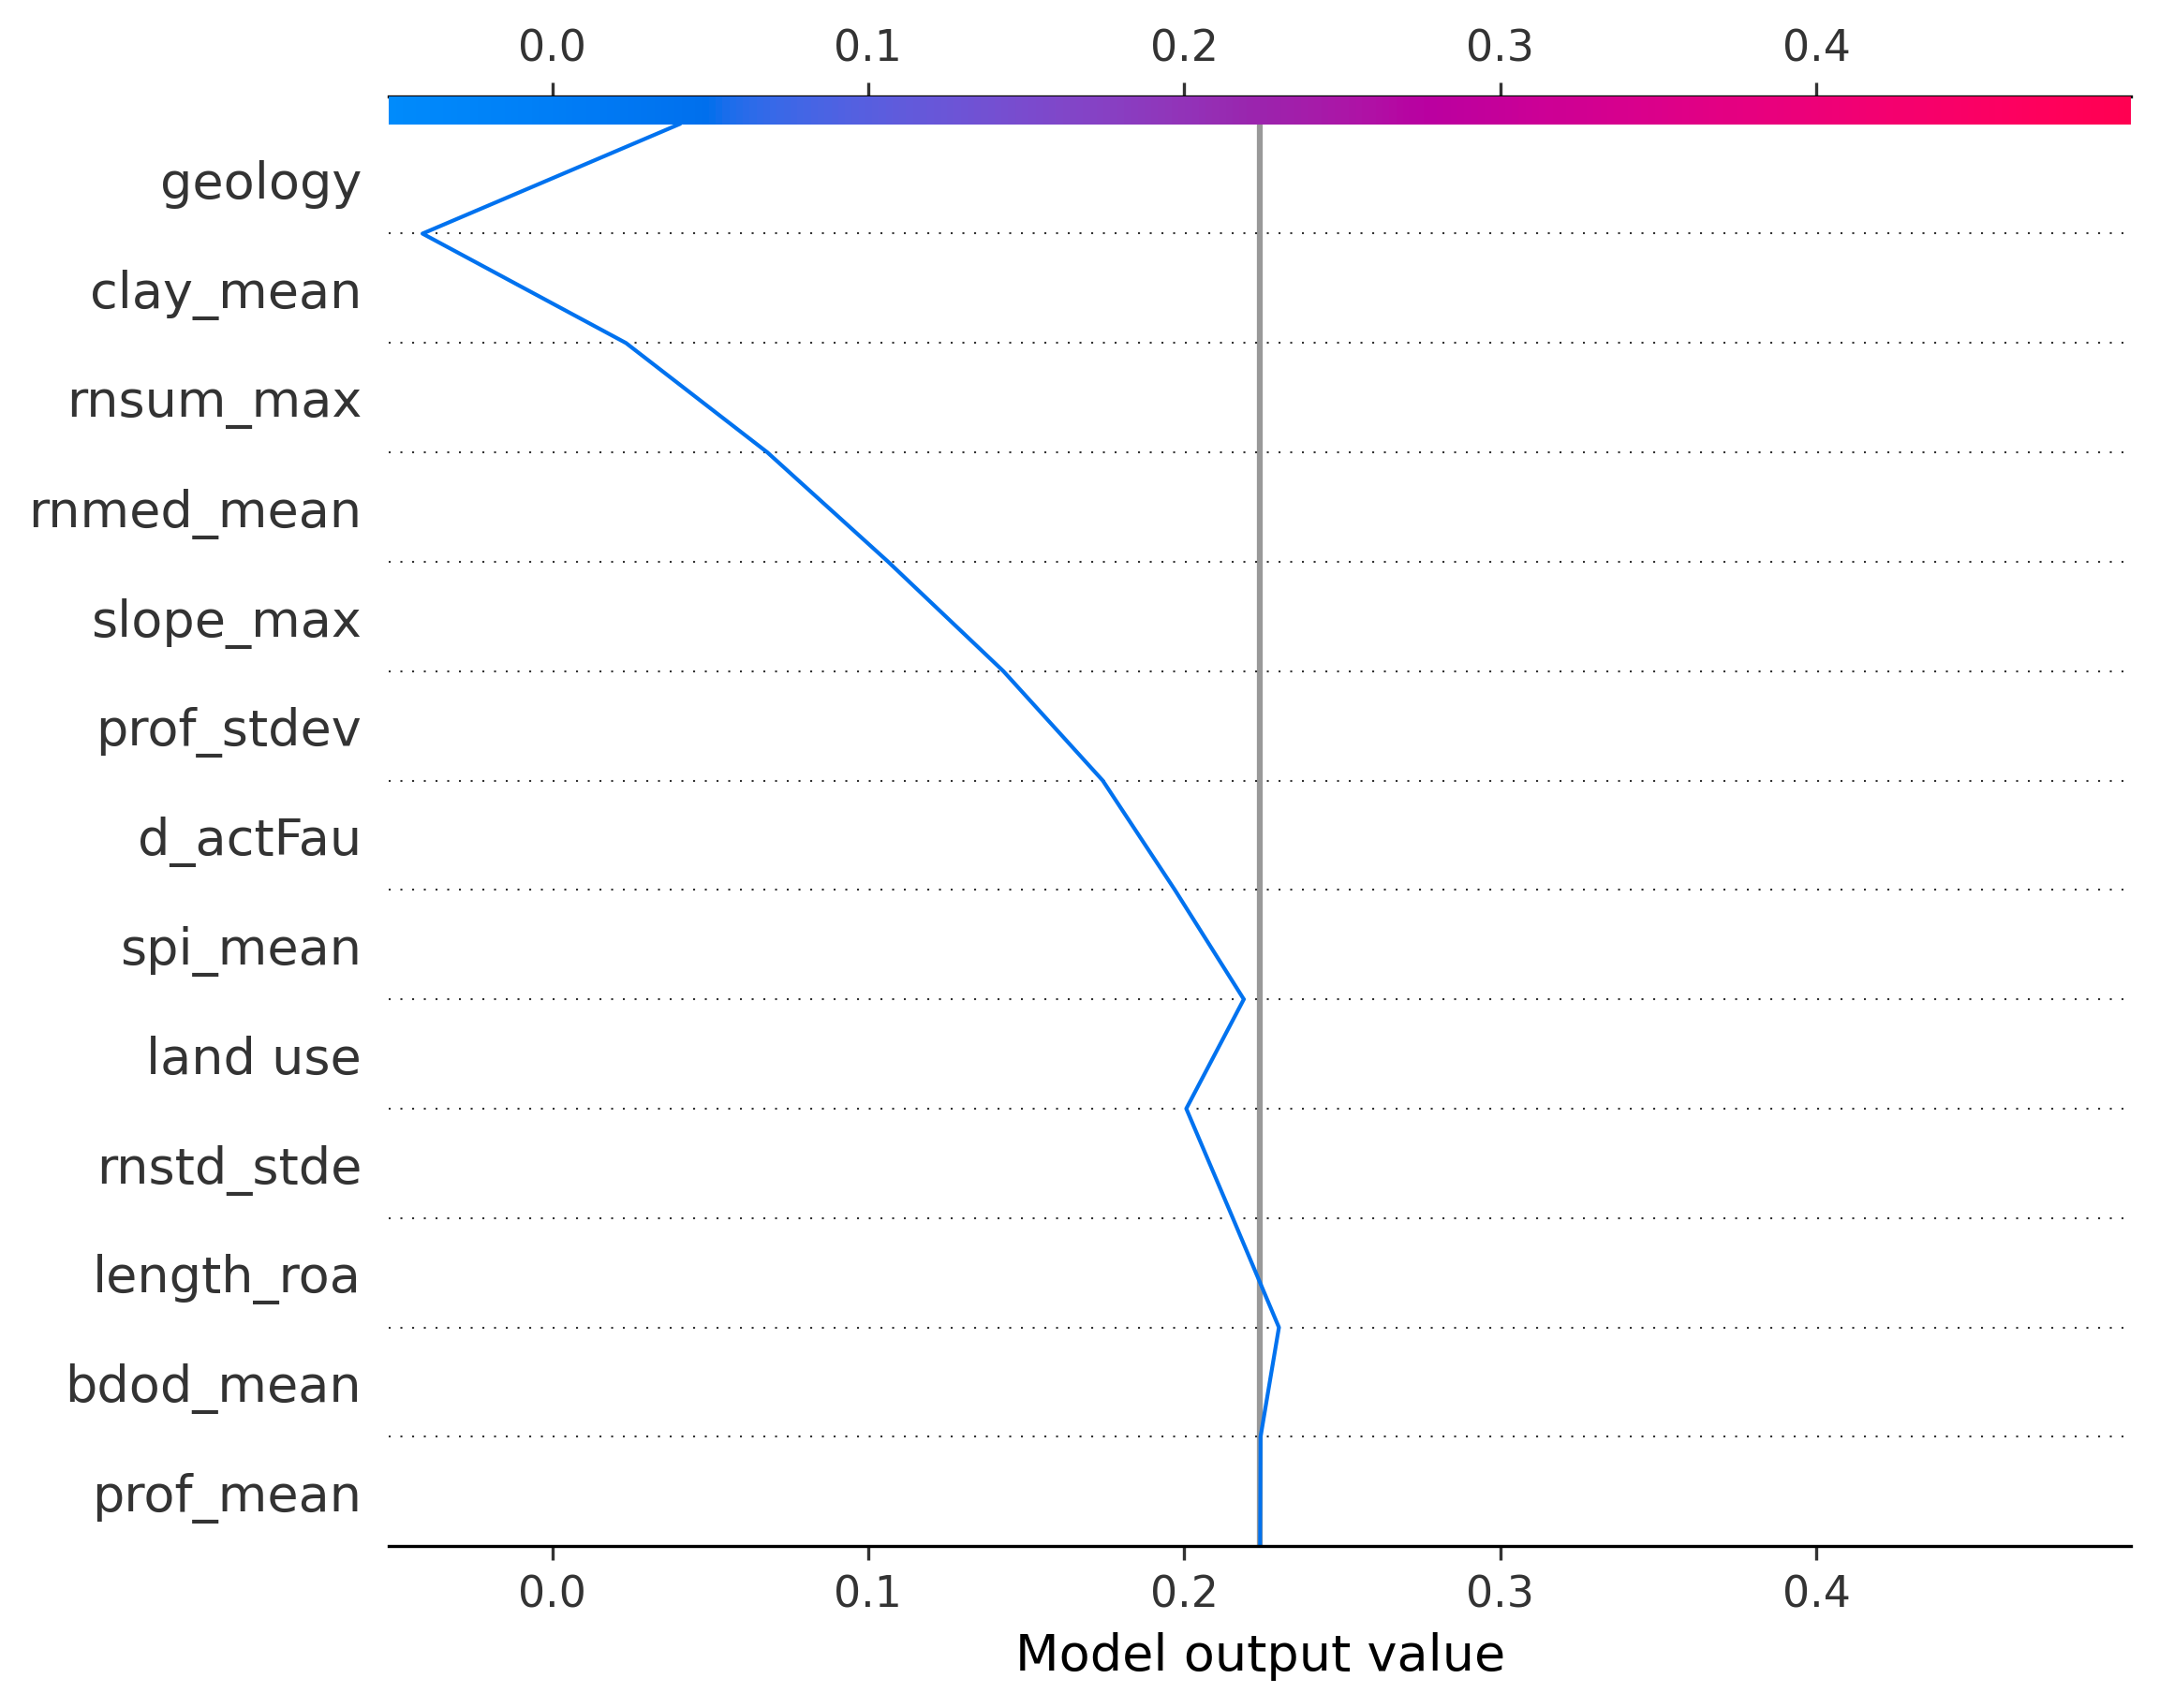 0.0 0.1 0.2 0.3 0.4
geology
clay_mean
rnsum_max
rnmed_mean
slope_max
prof_stdev
d_actFau
spi_mean
land use
rnstd_stde
length_roa
bdod_mean
prof_mean
0.0 0.1 0.2 0.3 0.4
Model output value